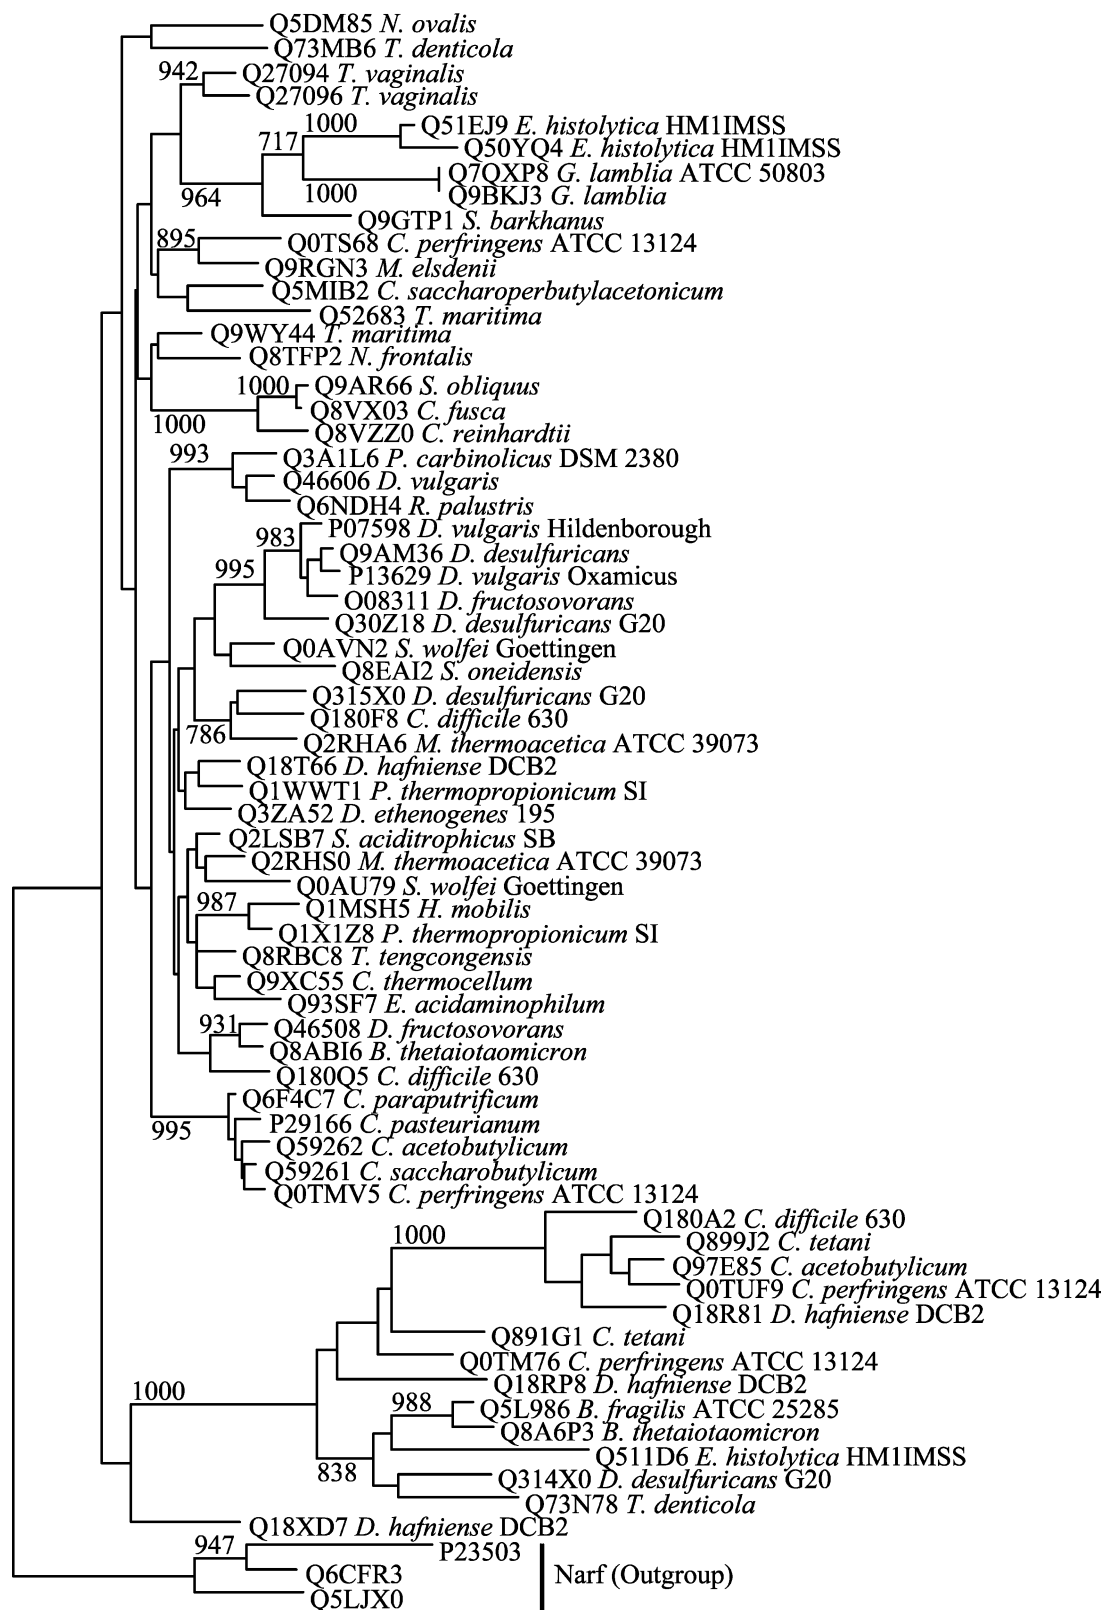 Q5DM85 N. ovalis
Q73MB6 T. denticola
942
Q27094 T. vaginalis
Q27096 T. vaginalis
1000
Q51EJ9 E. histolytica HM1IMSS
717
Q50YQ4 E. histolytica HM1IMSS
Q7QXP8 G. lamblia ATCC 50803
1000
964
Q9BKJ3 G. lamblia
Q9GTP1 S. barkhanus
895
Q0TS68 C. perfringens ATCC 13124
Q9RGN3 M. elsdenii
Q5MIB2 C. saccharoperbutylacetonicum
Q52683 T. maritima
Q9WY44 T. maritima
Q8TFP2 N. frontalis
1000
Q9AR66 S. obliquus
Q8VX03 C. fusca
1000
Q8VZZ0 C. reinhardtii
993
Q3A1L6 P. carbinolicus DSM 2380
Q46606 D. vulgaris
Q6NDH4 R. palustris
P07598 D. vulgaris Hildenborough
983
Q9AM36 D. desulfuricans
995
P13629 D. vulgaris Oxamicus
O08311 D. fructosovorans
Q30Z18 D. desulfuricans G20
Q0AVN2 S. wolfei Goettingen
Q8EAI2 S. oneidensis
Q315X0 D. desulfuricans G20
Q180F8 C. difficile 630
786
Q2RHA6 M. thermoacetica ATCC 39073
Q18T66 D. hafniense DCB2
Q1WWT1 P. thermopropionicum SI
Q3ZA52 D. ethenogenes 195
Q2LSB7 S. aciditrophicus SB
Q2RHS0 M. thermoacetica ATCC 39073
Q0AU79 S. wolfei Goettingen
987
Q1MSH5 H. mobilis
Q1X1Z8 P. thermopropionicum SI
Q8RBC8 T. tengcongensis
Q9XC55 C. thermocellum
Q93SF7 E. acidaminophilum
931
Q46508 D. fructosovorans
Q8ABI6 B. thetaiotaomicron
Q180Q5 C. difficile 630
Q6F4C7 C. paraputrificum
995
P29166 C. pasteurianum
Q59262 C. acetobutylicum
Q59261 C. saccharobutylicum
Q0TMV5 C. perfringens ATCC 13124
Q180A2 C. difficile 630
1000
Q899J2 C. tetani
Q97E85 C. acetobutylicum
Q0TUF9 C. perfringens ATCC 13124
Q18R81 D. hafniense DCB2
Q891G1 C. tetani
Q0TM76 C. perfringens ATCC 13124
Q18RP8 D. hafniense DCB2
1000
988
Q5L986 B. fragilis ATCC 25285
Q8A6P3 B. thetaiotaomicron
Q511D6 E. histolytica HM1IMSS
838
Q314X0 D. desulfuricans G20
Q73N78 T. denticola
Q18XD7 D. hafniense DCB2
947
P23503
Q6CFR3
Narf (Outgroup)
Q5LJX0